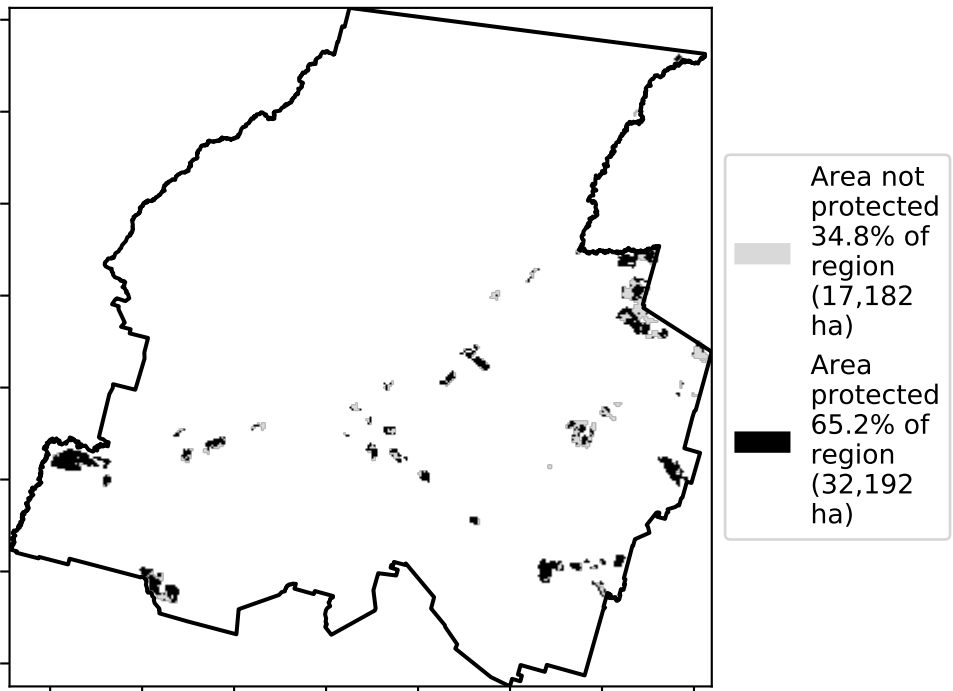 Area not
protected
34.8% of
region
(17,182
ha)
Area
protected
65.2% of
region
(32,192
ha)